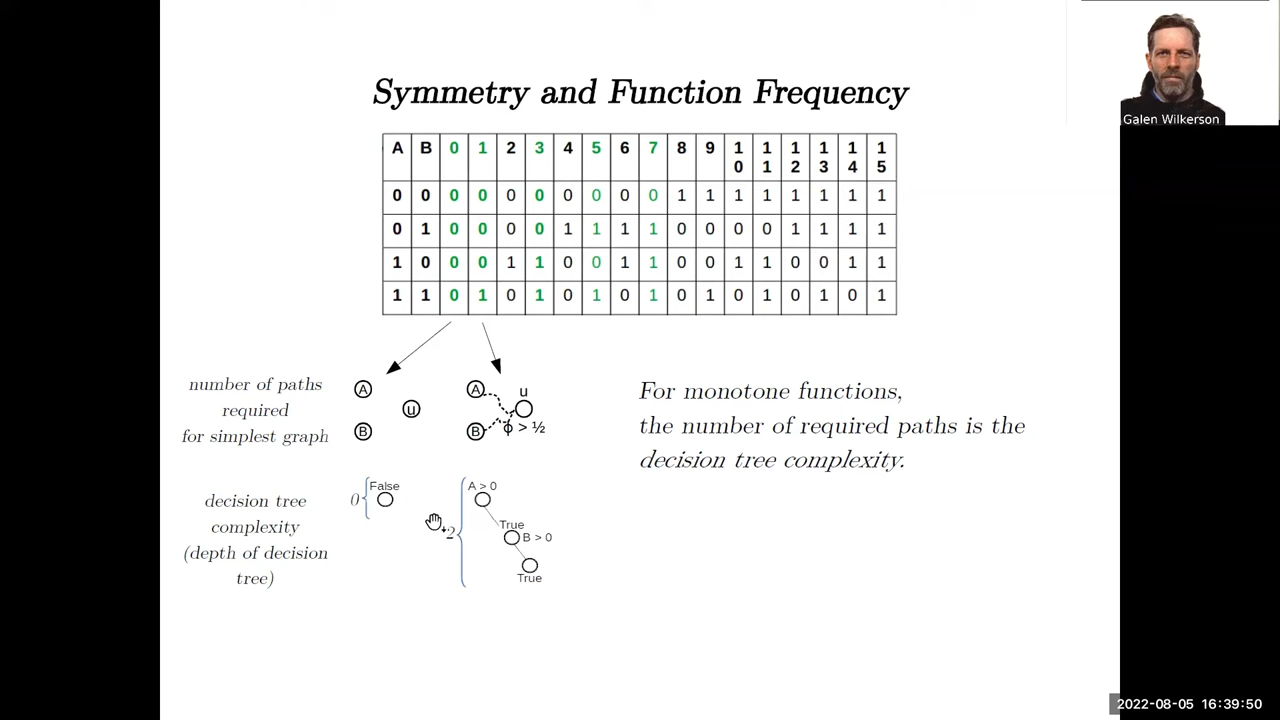 Symmetry and Function Frequency
Galen Wilkerson
A B 0 1 2 3 4 5 6 7 8 9 10 11 12 13 14 15
0 0 0 0 0 0 0 0 0 0 1 1 1 1 1 1 1 1
0 1 0 0 0 0 1 1 1 1 0 0 0 0 1 1 1 1
1 0 0 0 1 1 0 0 1 1 0 0 1 1 0 0 1 1
1 1 0 1 0 1 0 1 0 1 0 1 0 1 0 1 0 1
number of paths
required
for simplest graph
A
B
u
A
B
u
ϕ > ½
For monotone functions,
the number of required paths is the
decision tree complexity.
decision tree
complexity
(depth of decision
tree)
0
False
2
A > 0
True
B > 0
True
2022-08-05 16:39:50